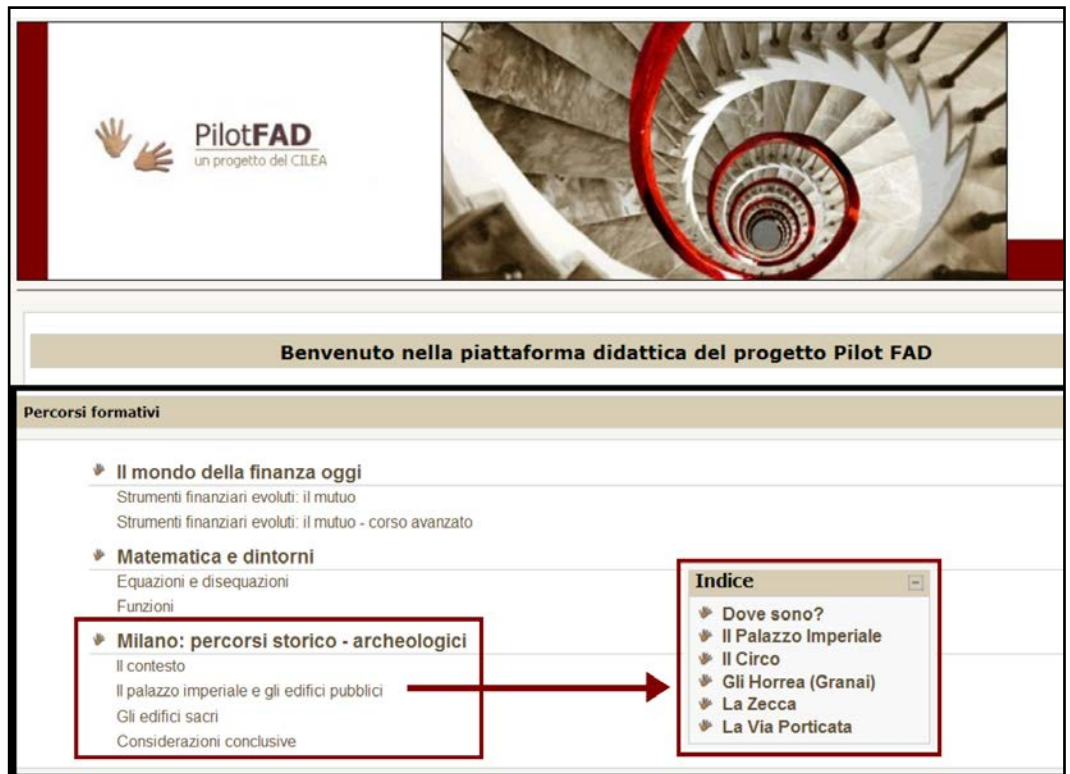 PilotFAD
un progetto del CILEA
Benvenuto nella piattaforma didattica del progetto Pilot FAD
Percorsi formativi
Il mondo della finanza oggi
Strumenti finanziari evoluti: il mutuo
Strumenti finanziari evoluti: il mutuo - corso avanzato
Matematica e dintorni
Equazioni e disequazioni
Funzioni
Milano: percorsi storico - archeologici
Il contesto
Il palazzo imperiale e gli edifici pubblici
Gli edifici sacri
Considerazioni conclusive
Indice
Dove sono?
Il Palazzo Imperiale
Il Circo
Gli Horrea (Granai)
La Zecca
La Via Porticata